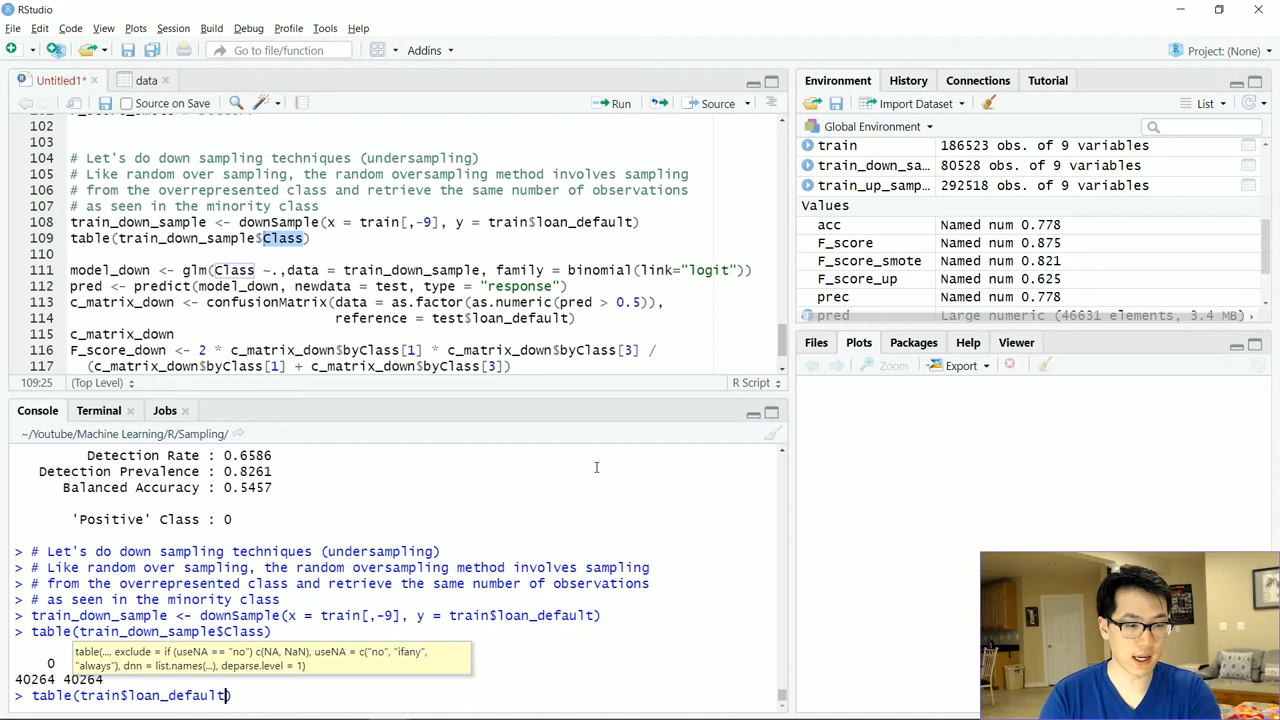 RStudio
File Edit Code View Plots Session Build Debug Profile Tools Help
Go to file/function
Addins
Project: (None)
Untitled1*
data
Source on Save
Run
Source
102
103
104 # Let's do down sampling techniques (undersampling)
105 # Like random over sampling, the random oversampling method involves sampling
106 # from the overrepresented class and retrieve the same number of observations
107 # as seen in the minority class
108 train_down_sample <- downSample(x = train[,-9], y = train$loan_default)
109 table(train_down_sample$Class)
110
111 model_down <- glm(Class ~.,data = train_down_sample, family = binomial(link="logit"))
112 pred <- predict(model_down, newdata = test, type = "response")
113 c_matrix_down <- confusionMatrix(data = as.factor(as.numeric(pred > 0.5)),
114 reference = test$loan_default)
115 c_matrix_down
116 F_score_down <- 2 * c_matrix_down$byClass[1] * c_matrix_down$byClass[3] /
117 (c_matrix_down$byClass[1] + c_matrix_down$byClass[3])
109:25 (Top Level) R Script
Console Terminal Jobs
~/Youtube/Machine Learning/R/Sampling/
Detection Rate : 0.6586
Detection Prevalence : 0.8261
Balanced Accuracy : 0.5457
'Positive' Class : 0
> # Let's do down sampling techniques (undersampling)
> # Like random over sampling, the random oversampling method involves sampling
> # from the overrepresented class and retrieve the same number of observations
> # as seen in the minority class
> train_down_sample <- downSample(x = train[,-9], y = train$loan_default)
> table(train_down_sample$Class)
table(..., exclude = if (useNA == "no") c(NA, NaN), useNA = c("no", "ifany",
"always"), dnn = list.names(...), deparse.level = 1)
0
40264 40264
> table(train$loan_default)
Environment History Connections Tutorial
Import Dataset
List
Global Environment
train 186523 obs. of 9 variables
train_down_sa… 80528 obs. of 9 variables
train_up_samp… 292518 obs. of 9 variables
Values
acc Named num 0.778
F_score Named num 0.875
F_score_smote Named num 0.821
F_score_up Named num 0.625
prec Named num 0.778
pred Large numeric (46631 elements, 3.4 MB)
Files Plots Packages Help Viewer
Zoom
Export